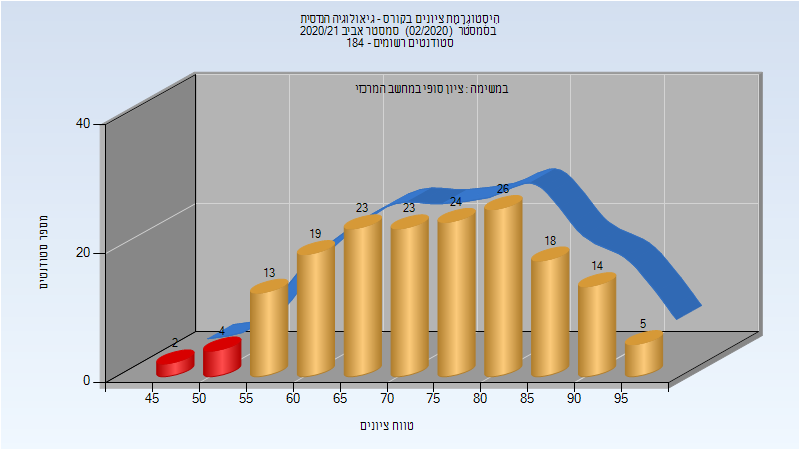 היסטוגרמת ציונים בקורס - גיאולוגיה הנדסית
בסמסטר (02/2020) סמסטר אביב 2020/21
סטודנטים רשומים - 184
במשימה : ציון סופי במחשב המרכזי
מספר סטודנטים
40
20
0
2
4
13
19
23
23
24
26
18
14
5
45 50 55 60 65 70 75 80 85 90 95
טווח ציונים